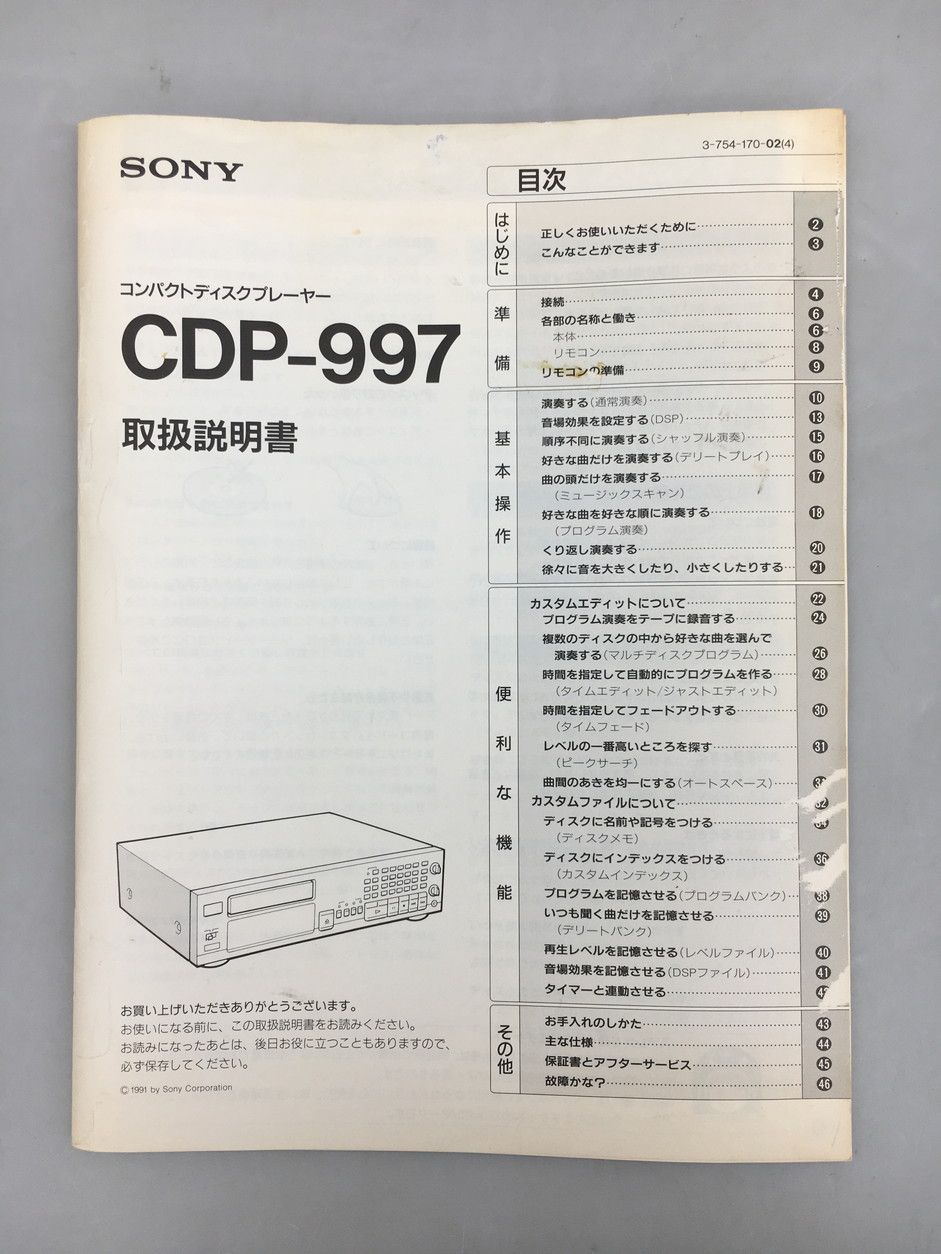 SONY
コンパクトディスクプレーヤー
CDP-997
取扱説明書
お買い上げいただきありがとうございます。
お使いになる前に、この取扱説明書をお読みください。
お読みになったあとは、後日お役に立つこともありますので、
必ず保存してください。
©1991 by Sony Corporation
3-754-170-02(4)
目次
はじめに
正しくお使いいただくために 2
こんなことができます 3
準備
接続 4
各部の名称と働き 6
本体 6
リモコン 8
リモコンの準備 9
基本操作
演奏する(通常演奏) 10
音場効果を設定する(DSP) 13
順序不同に演奏する(シャッフル演奏) 15
好きな曲だけを演奏する(デリートプレイ) 16
曲の頭だけを演奏する 17
(ミュージックスキャン)
好きな曲を好きな順に演奏する 18
(プログラム演奏)
くり返し演奏する 20
徐々に音を大きくしたり、小さくしたりする 21
便利な機能
カスタムエディットについて 22
プログラム演奏をテープに録音する 24
複数のディスクの中から好きな曲を選んで
演奏する(マルチディスクプログラム) 26
時間を指定して自動的にプログラムを作る 28
(タイムエディット/ジャストエディット)
時間を指定してフェードアウトする 30
(タイムフェード)
レベルの一番高いところを探す 31
(ピークサーチ)
曲間のあきを均一にする(オートスペース)
カスタムファイルについて 32
ディスクに名前や記号をつける
(ディスクメモ)
ディスクにインデックスをつける 36
(カスタムインデックス)
プログラムを記憶させる(プログラムバンク) 38
いつも聞く曲だけを記憶させる 39
(デリートバンク)
再生レベルを記憶させる(レベルファイル) 40
音場効果を記憶させる(DSPファイル) 41
タイマーと連動させる
その他
お手入れのしかた 43
主な仕様 44
保証書とアフターサービス 45
故障かな? 46